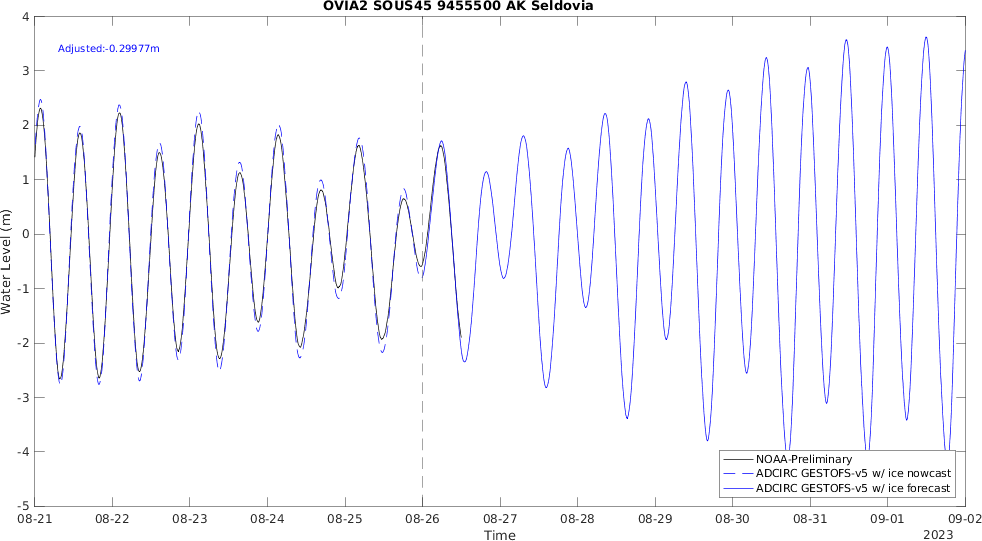 OVIA2 SOUS45 9455500 AK Seldovia
Adjusted:-0.29977m
Water Level (m)
4
3
2
1
0
-1
-2
-3
-4
-5
NOAA-Preliminary
ADCIRC GESTOFS-v5 w/ ice nowcast
ADCIRC GESTOFS-v5 w/ ice forecast
08-21 08-22 08-23 08-24 08-25 08-26 08-27 08-28 08-29 08-30 08-31 09-01 09-02
Time
2023